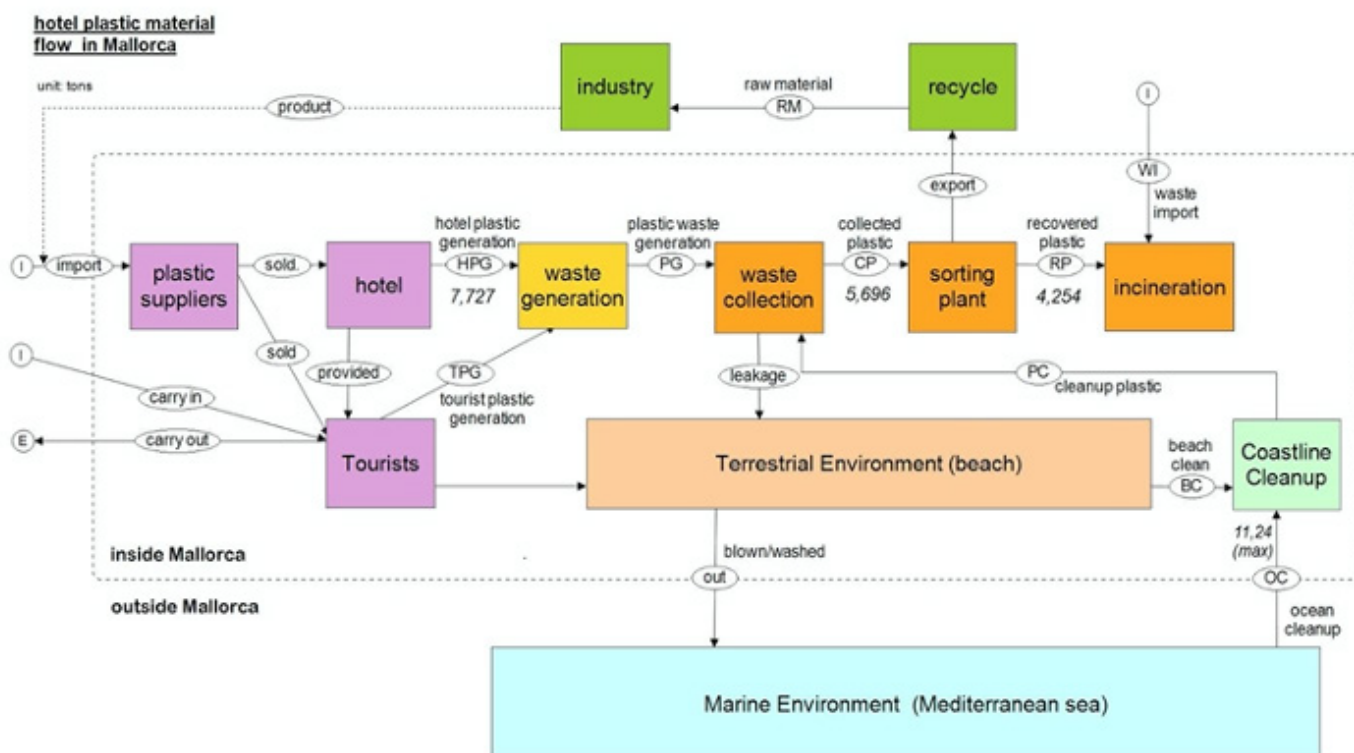 hotel plastic material
flow in Mallorca
unit: tons
industry
raw material
RM
recycle
product
I
WI
waste
import
export
I
import
plastic
suppliers
sold.
hotel
hotel plastic
generation
HPG
7,727
waste
generation
plastic waste
generation
PG
waste
collection
collected
plastic
CP
5,696
sorting
plant
recovered
plastic
RP
4,254
incineration
I
carry in
sold
provided
TPG
tourist plastic
generation
leakage
PC
cleanup plastic
E
carry out
Tourists
Terrestrial Environment (beach)
beach
clean
BC
Coastline
Cleanup
inside Mallorca
blown/washed
out
11,24
(max)
OC
outside Mallorca
ocean
cleanup
Marine Environment (Mediterranean sea)